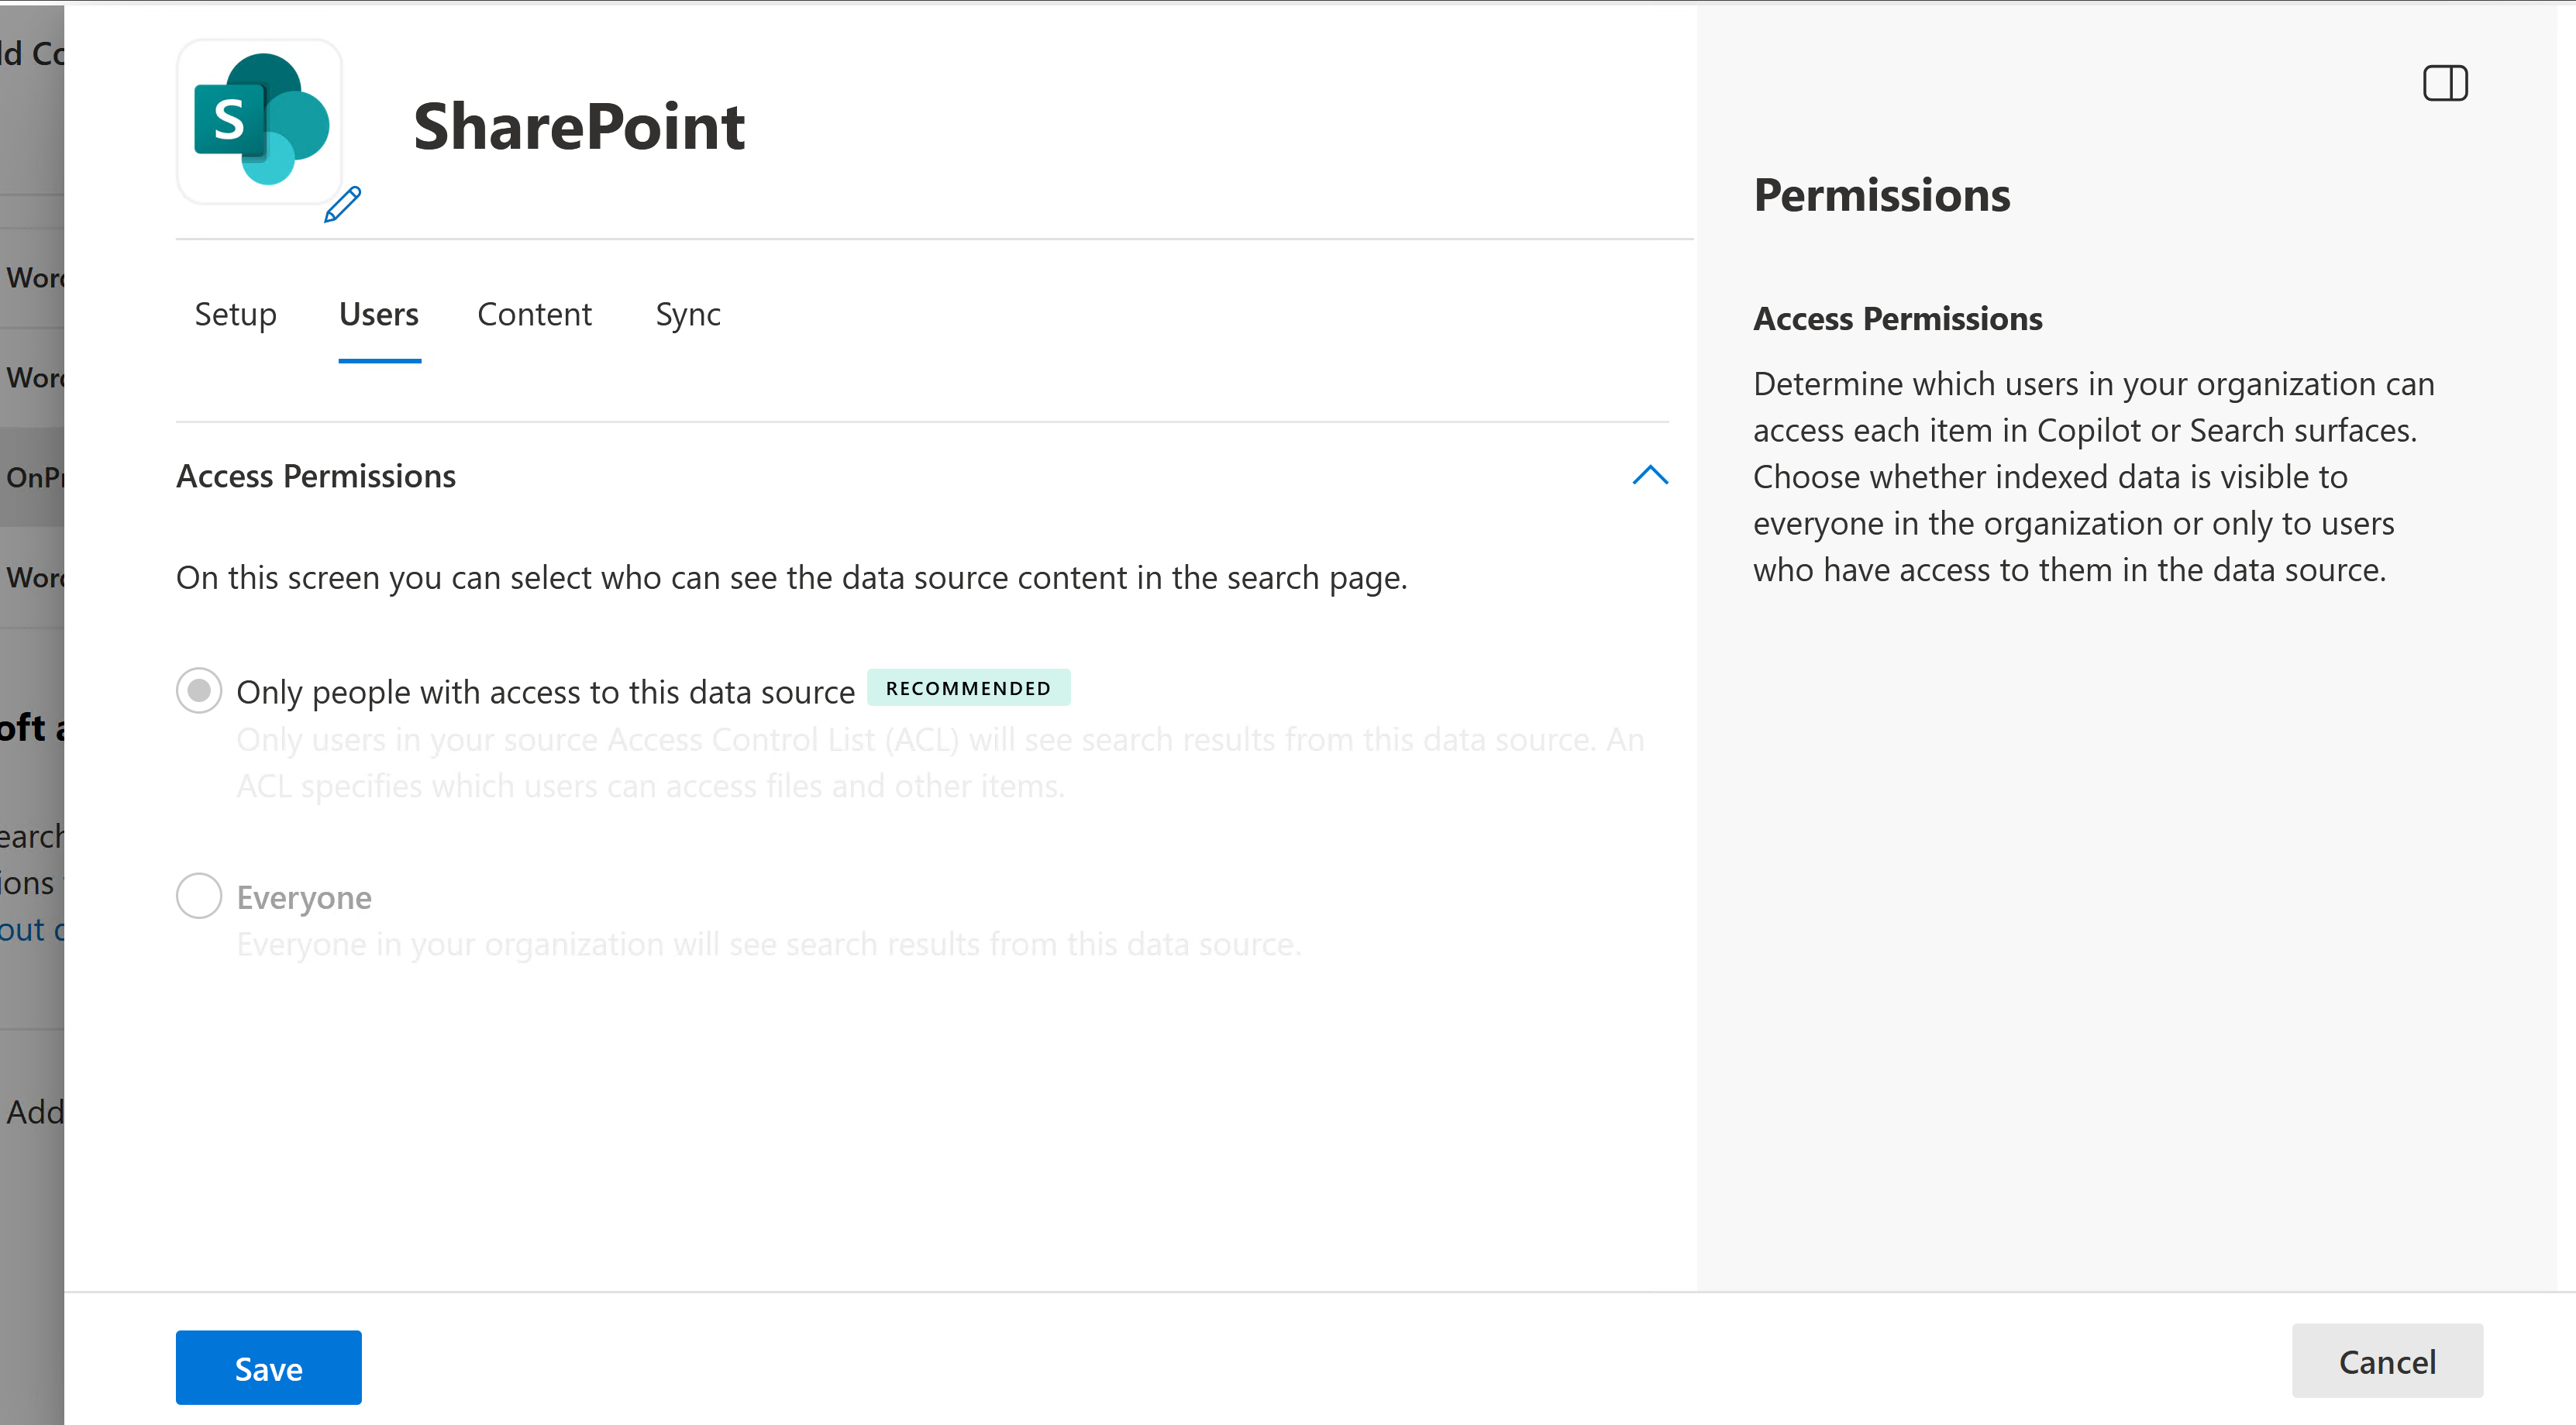 ld Co
S
SharePoint
Setup
Users
Content
Sync
Access Permissions
On this screen you can select who can see the data source content in the search page.
Only people with access to this data source
RECOMMENDED
Only users in your source Access Control List (ACL) will see search results from this data source. An
ACL specifies which users can access files and other items.
Everyone
Everyone in your organization will see search results from this data source.
Save
Permissions
Access Permissions
Determine which users in your organization can
access each item in Copilot or Search surfaces.
Choose whether indexed data is visible to
everyone in the organization or only to users
who have access to them in the data source.
Cancel
Word
Word
OnPr
Word
oft a
earch
ions
out
Add